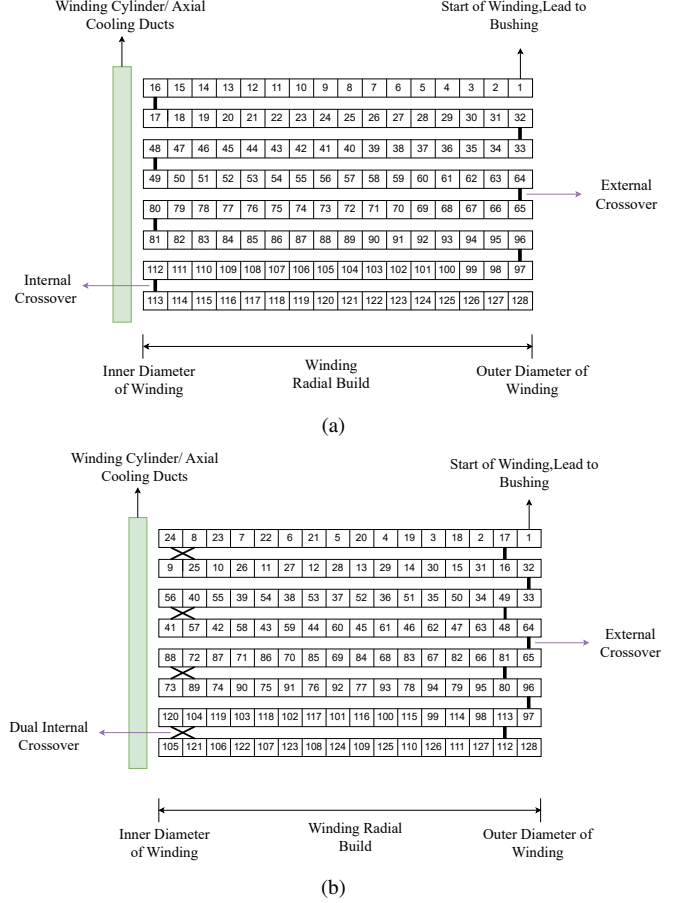 Winding Cylinder/ Axial
Cooling Ducts
Start of Winding,Lead to
Bushing
16 15 14 13 12 11 10 9 8 7 6 5 4 3 2 1
17 18 19 20 21 22 23 24 25 26 27 28 29 30 31 32
48 47 46 45 44 43 42 41 40 39 38 37 36 35 34 33
49 50 51 52 53 54 55 56 57 58 59 60 61 62 63 64
External
Crossover
80 79 78 77 76 75 74 73 72 71 70 69 68 67 66 65
81 82 83 84 85 86 87 88 89 90 91 92 93 94 95 96
112 111 110 109 108 107 106 105 104 103 102 101 100 99 98 97
Internal
Crossover
113 114 115 116 117 118 119 120 121 122 123 124 125 126 127 128
Inner Diameter
of Winding
Winding
Radial Build
Outer Diameter of
Winding
(a)
Winding Cylinder/ Axial
Cooling Ducts
Start of Winding,Lead to
Bushing
24 8 23 7 22 6 21 5 20 4 19 3 18 2 17 1
9 25 10 26 11 27 12 28 13 29 14 30 15 31 16 32
56 40 55 39 54 38 53 37 52 36 51 35 50 34 49 33
41 57 42 58 43 59 44 60 45 61 46 62 47 63 48 64
External
Crossover
88 72 87 71 86 70 85 69 84 68 83 67 82 66 81 65
73 89 74 90 75 91 76 92 77 93 78 94 79 95 80 96
120 104 119 103 118 102 117 101 116 100 115 99 114 98 113 97
Dual Internal
Crossover
105 121 106 122 107 123 108 124 109 125 110 126 111 127 112 128
Inner Diameter
of Winding
Winding Radial
Build
Outer Diameter of
Winding
(b)